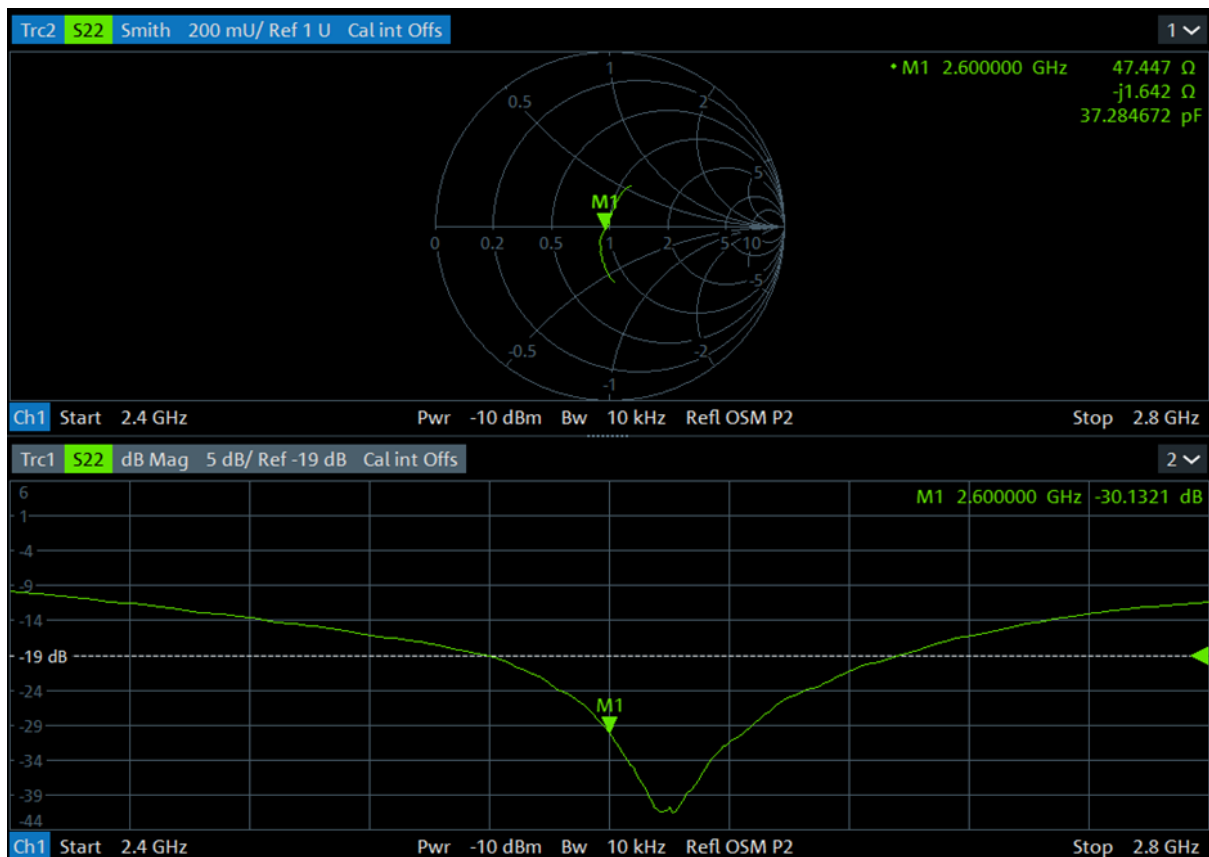 Trc2 S22 Smith 200 mU/ Ref 1 U Cal int Offs 1
M1 2.600000 GHz 47.447 Ω
-j1.642 Ω
37.284672 pF
1
0.5 2
5
M1
0 0.2 0.5 1 2 5 10
-5
-0.5 -2
-1
Ch1 Start 2.4 GHz Pwr -10 dBm Bw 10 kHz Refl OSM P2 Stop 2.8 GHz
Trc1 S22 dB Mag 5 dB/ Ref -19 dB Cal int Offs 2
6 M1 2.600000 GHz -30.1321 dB
1
-4
-9
-14
-19 dB
-24
M1
-29
-34
-39
-44
Ch1 Start 2.4 GHz Pwr -10 dBm Bw 10 kHz Refl OSM P2 Stop 2.8 GHz